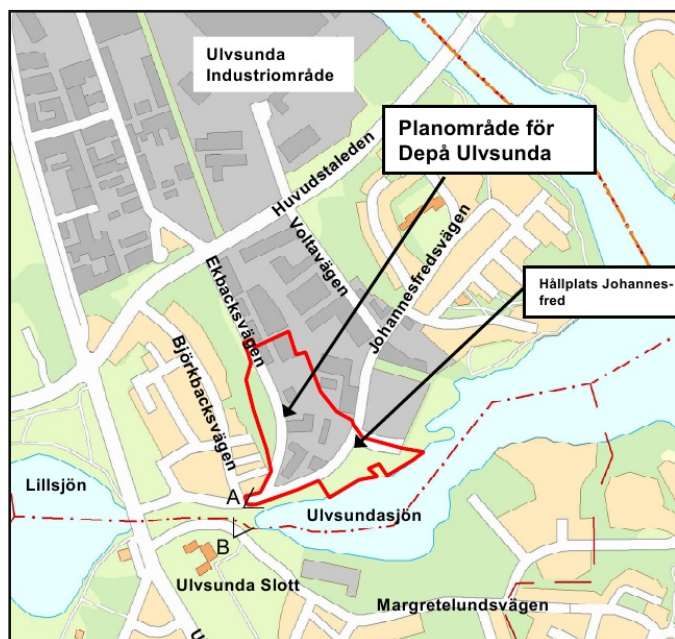 Ulvsunda
Industriområde
Planområde för
Depå Ulvsunda
Huvudstaleden
Voltavägen
Johannesfredsvägen
Ekbacksvägen
Hållplats Johannes-
fred
Björkbacksvägen
Lillsjön
A
Ulvsundasjön
B
Ulvsunda Slott
Margretelundsvägen
U